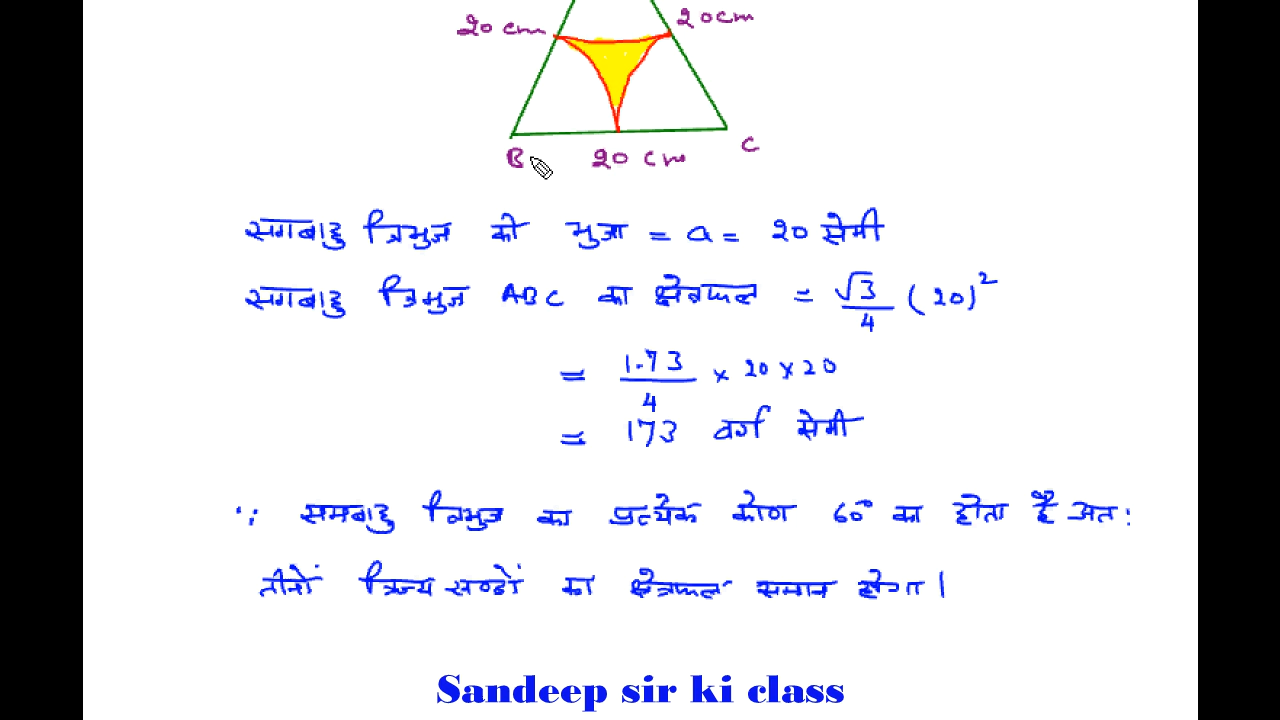 20 cm 20 cm
B 20 cm C
समबाहु त्रिभुज की भुजा = a = 20 सेमी
समबाहु त्रिभुज ABC का क्षेत्रफल = √3/4 (20)²
= 1.73/4 × 20 × 20
= 173 वर्ग सेमी
∵ समबाहु त्रिभुज का प्रत्येक कोण 60° का होता है अत:
तीनों त्रिज्य खण्डों का क्षेत्रफल समान होगा।
Sandeep sir ki class